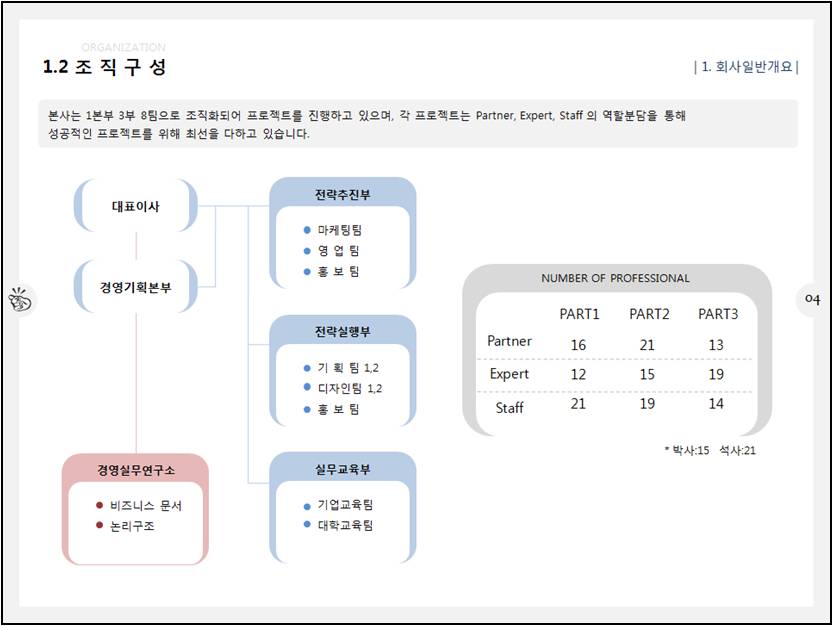 ORGANIZATION
1.2 조 직 구 성
| 1. 회사일반개요 |
본사는 1본부 3부 8팀으로 조직화되어 프로젝트를 진행하고 있으며, 각 프로젝트는 Partner, Expert, Staff 의 역할분담을 통해
성공적인 프로젝트를 위해 최선을 다하고 있습니다.
대표이사
경영기획본부
경영실무연구소
비즈니스 문서
논리구조
전략추진부
마케팅팀
영 업 팀
홍 보 팀
전략실행부
기 획 팀 1,2
디자인팀 1,2
홍 보 팀
실무교육부
기업교육팀
대학교육팀
NUMBER OF PROFESSIONAL
PART1 PART2 PART3
Partner 16 21 13
Expert 12 15 19
Staff 21 19 14
* 박사:15 석사:21
04